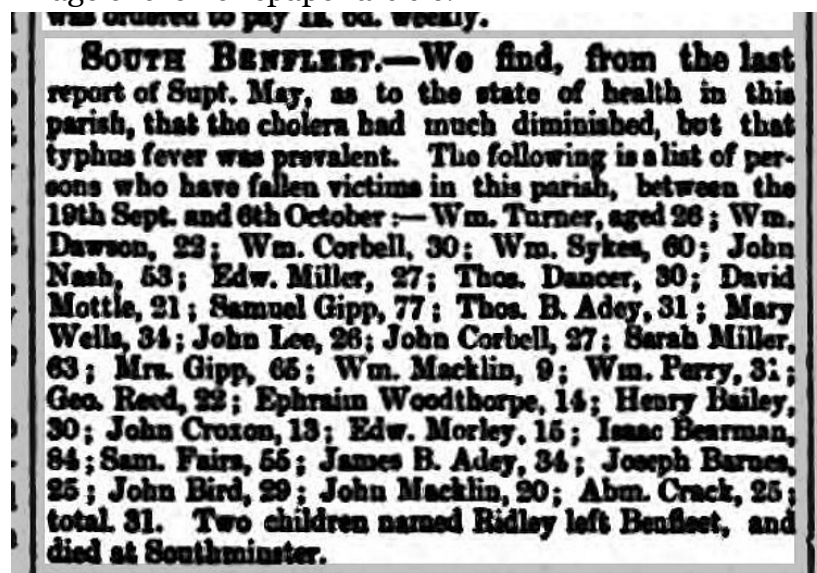 was ordered to pay 1s. 6d. weekly.
SOUTH BENFLEET.—We find, from the last
report of Supt. May, as to the state of health in this
parish, that the cholera had much diminished, but that
typhus fever was prevalent. The following is a list of per-
sons who have fallen victims in this parish, between the
19th Sept. and 6th October:—Wm. Turner, aged 26; Wm.
Dawson, 22; Wm. Corbell, 30; Wm. Sykes, 60; John
Nash, 53; Edw. Miller, 27; Thos. Dancer, 30; David
Mottle, 21; Samuel Gipp, 77; Thos. B. Adey, 31; Mary
Wells, 34; John Lee, 26; John Corbell, 27; Sarah Miller,
63; Mrs. Gipp, 65; Wm. Macklin, 9; Wm. Perry, 31;
Geo. Reed, 22; Ephraim Woodthorpe, 14; Henry Bailey,
30; John Croxon, 13; Edw. Morley, 15; Isaac Bearman,
84; Sam. Fairs, 55; James B. Adey, 34; Joseph Barnes,
25; John Bird, 29; John Macklin, 20; Abm. Crack, 25;
total. 31. Two children named Ridley left Benfleet, and
died at Southminster.